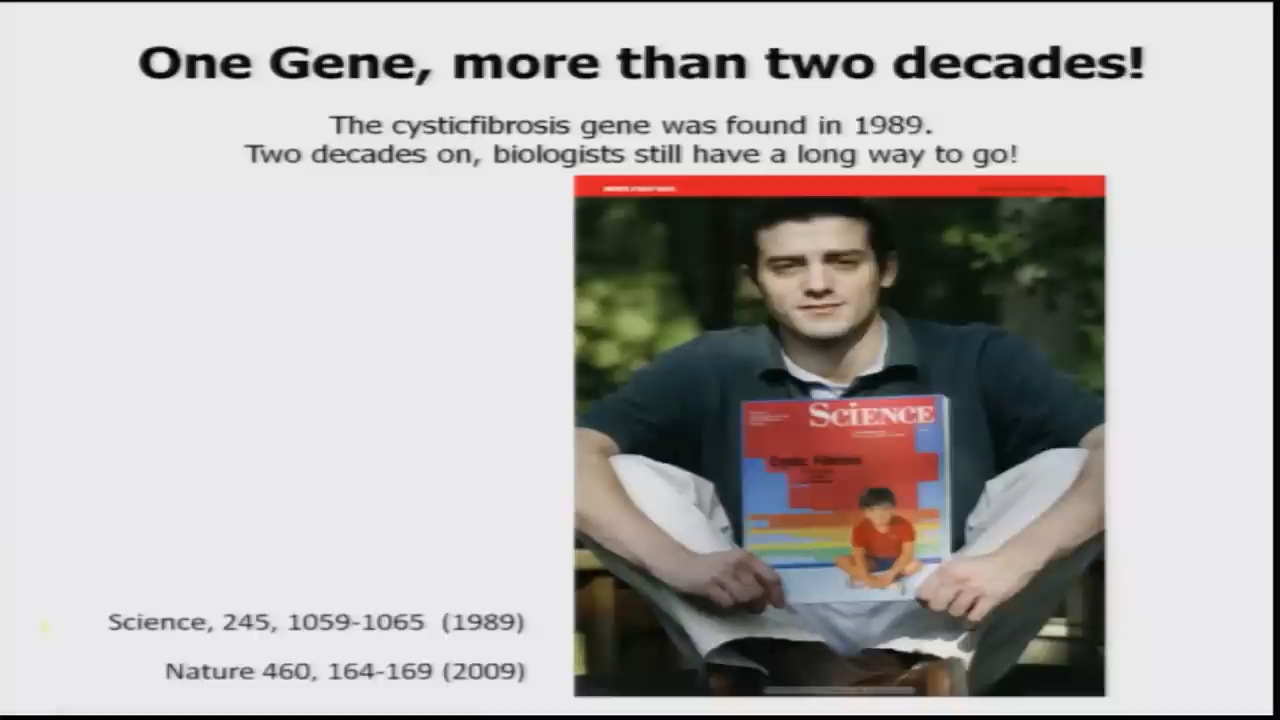 One Gene, more than two decades!
The cysticfibrosis gene was found in 1989.
Two decades on, biologists still have a long way to go!
SCIENCE
Cystic Fibrosis
Science, 245, 1059-1065 (1989)
Nature 460, 164-169 (2009)